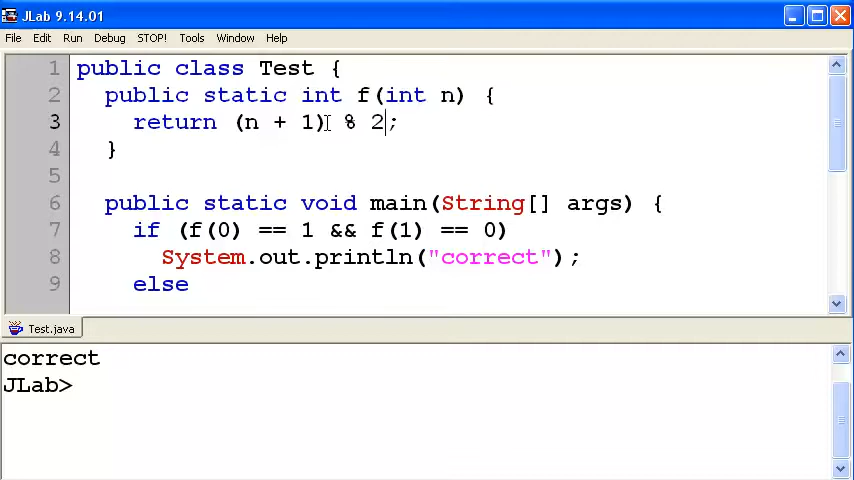 JLab 9.14.01
File Edit Run Debug STOP! Tools Window Help
1 public class Test {
2 public static int f(int n) {
3 return (n + 1) % 2;
4 }
5
6 public static void main(String[] args) {
7 if (f(0) == 1 && f(1) == 0)
8 System.out.println("correct");
9 else
Test.java
correct
JLab>